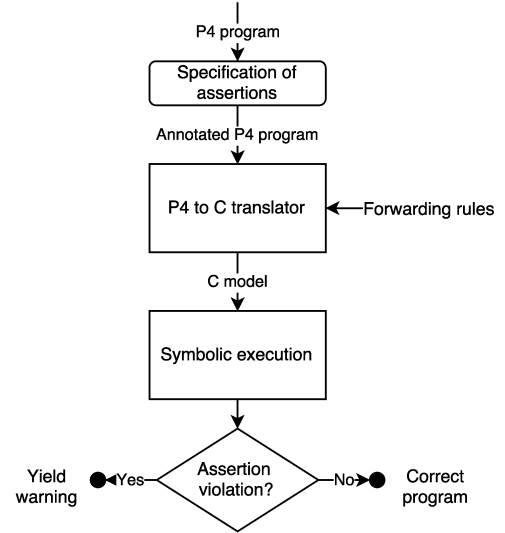 P4 program
Specification of
assertions
Annotated P4 program
P4 to C translator
Forwarding rules
C model
Symbolic execution
Assertion
violation?
Yes
No
Yield
warning
Correct
program